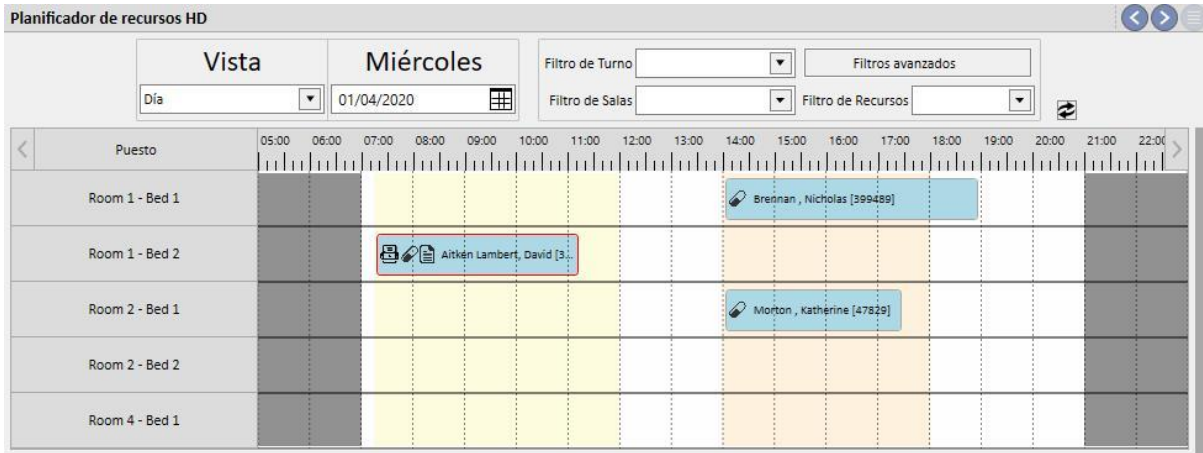 Planificador de recursos HD
Vista
Miércoles
Día
01/04/2020
Filtro de Turno
Filtros avanzados
Filtro de Salas
Filtro de Recursos
Puesto
05:00 06:00 07:00 08:00 09:00 10:00 11:00 12:00 13:00 14:00 15:00 16:00 17:00 18:00 19:00 20:00 21:00 22:00
Room 1 - Bed 1
Brennan , Nicholas [399489]
Room 1 - Bed 2
Aitken Lambert, David [3...
Room 2 - Bed 1
Morton , Katherine [47829]
Room 2 - Bed 2
Room 4 - Bed 1